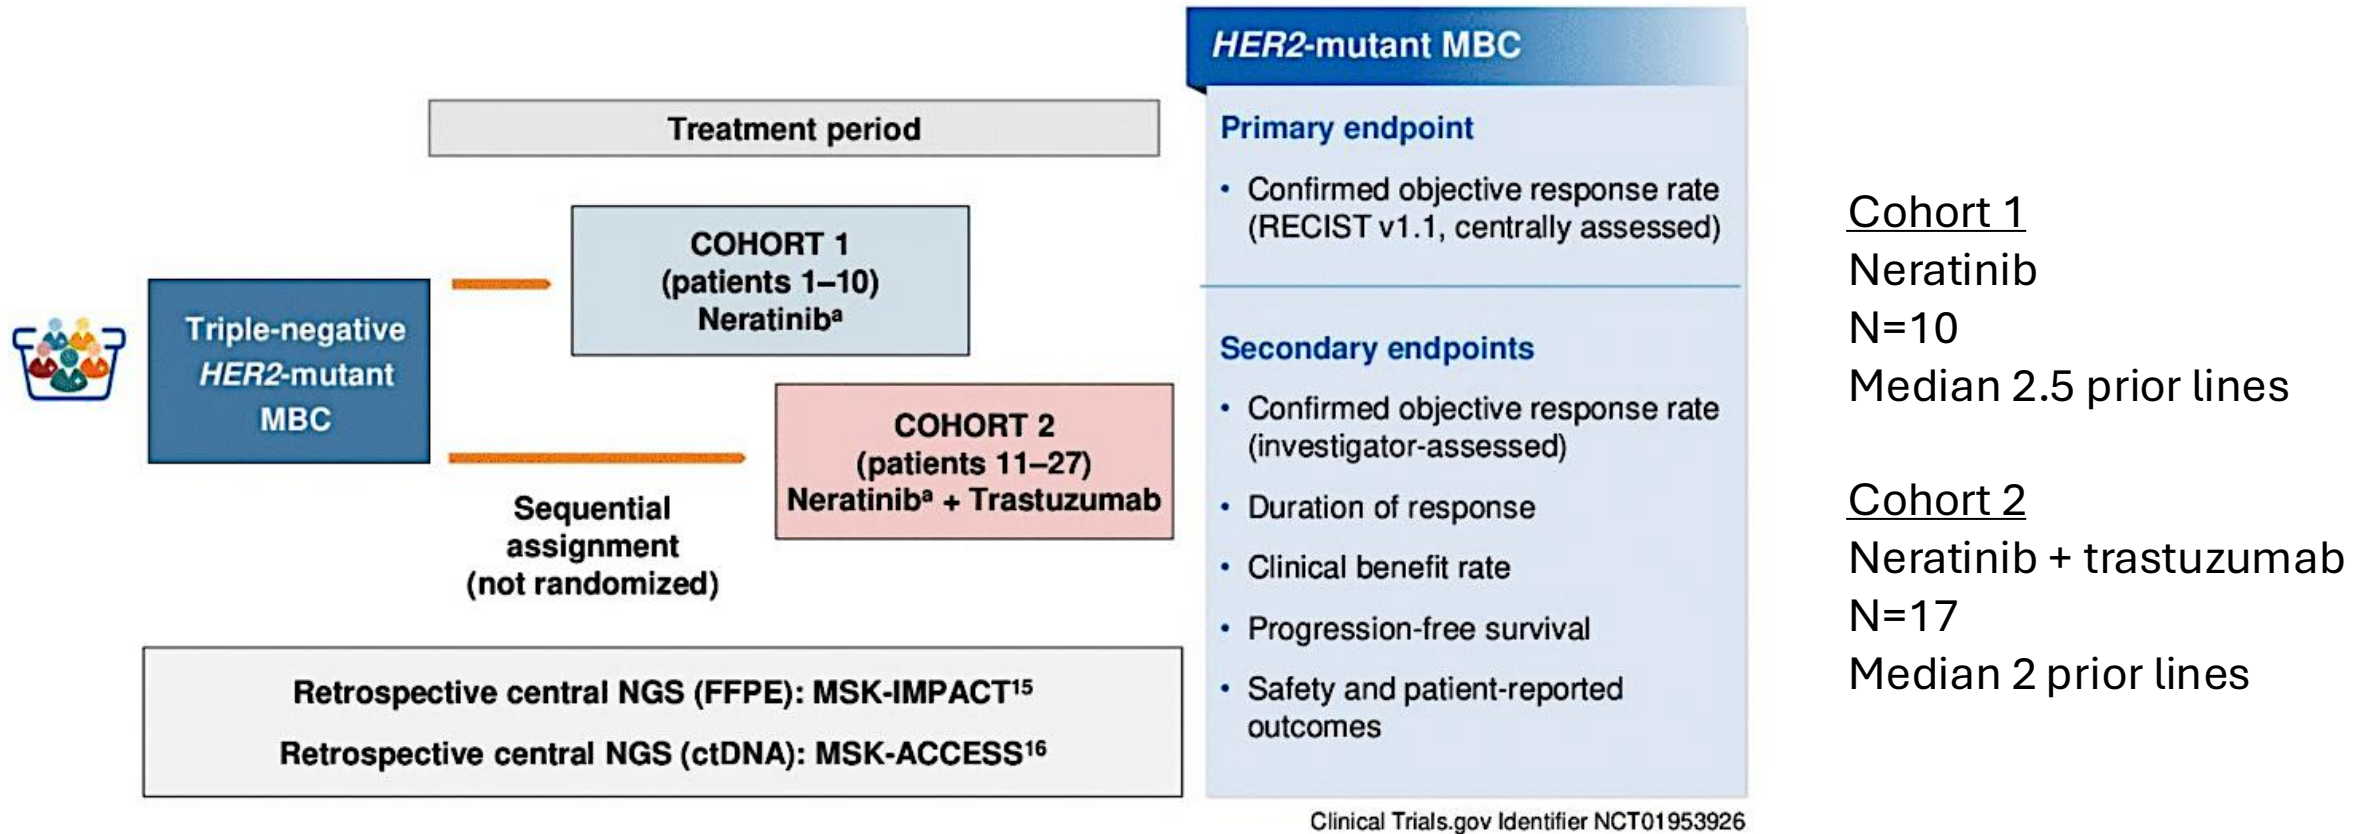 HER2-mutant MBC
Treatment period
COHORT 1
(patients 1–10)
Neratinibᵃ
Triple-negative
HER2-mutant
MBC
COHORT 2
(patients 11–27)
Neratinibᵃ + Trastuzumab
Sequential
assignment
(not randomized)
Retrospective central NGS (FFPE): MSK-IMPACT¹⁵
Retrospective central NGS (ctDNA): MSK-ACCESS¹⁶
Primary endpoint
• Confirmed objective response rate
(RECIST v1.1, centrally assessed)
Secondary endpoints
• Confirmed objective response rate
(investigator-assessed)
• Duration of response
• Clinical benefit rate
• Progression-free survival
• Safety and patient-reported
outcomes
Clinical Trials.gov Identifier NCT01953926
Cohort 1
Neratinib
N=10
Median 2.5 prior lines
Cohort 2
Neratinib + trastuzumab
N=17
Median 2 prior lines